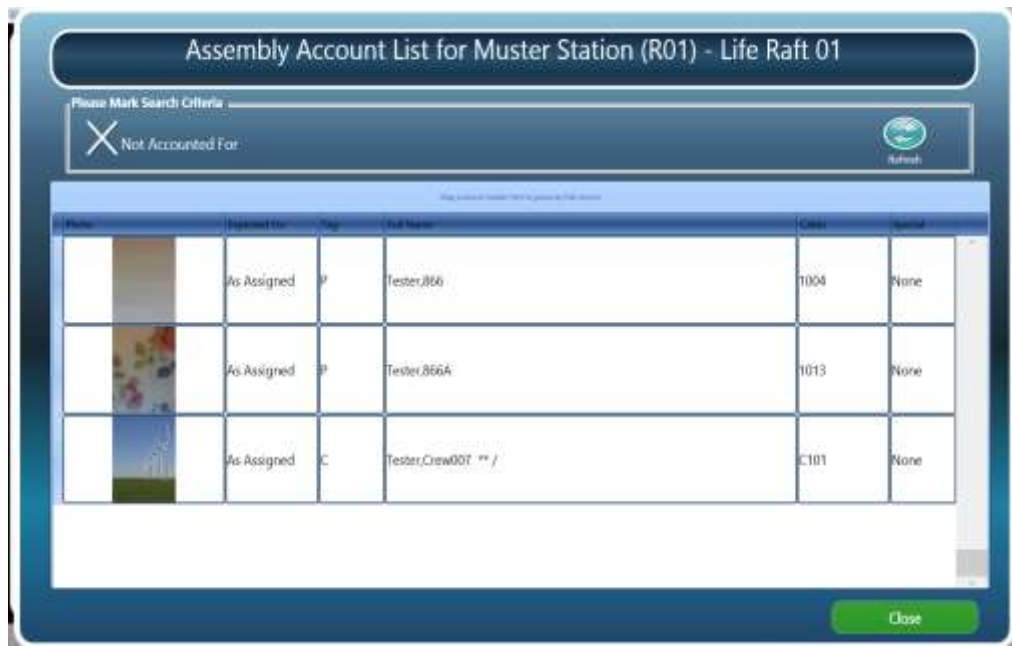 Assembly Account List for Muster Station (R01) - Life Raft 01
Please Mark Search Criteria
Not Accounted For
Refresh
Photo Tag Full Name Cabin Special
As Assigned P Tester,866 1004 None
As Assigned P Tester,866A 1013 None
As Assigned C Tester,Crew007 ** / C101 None
Close